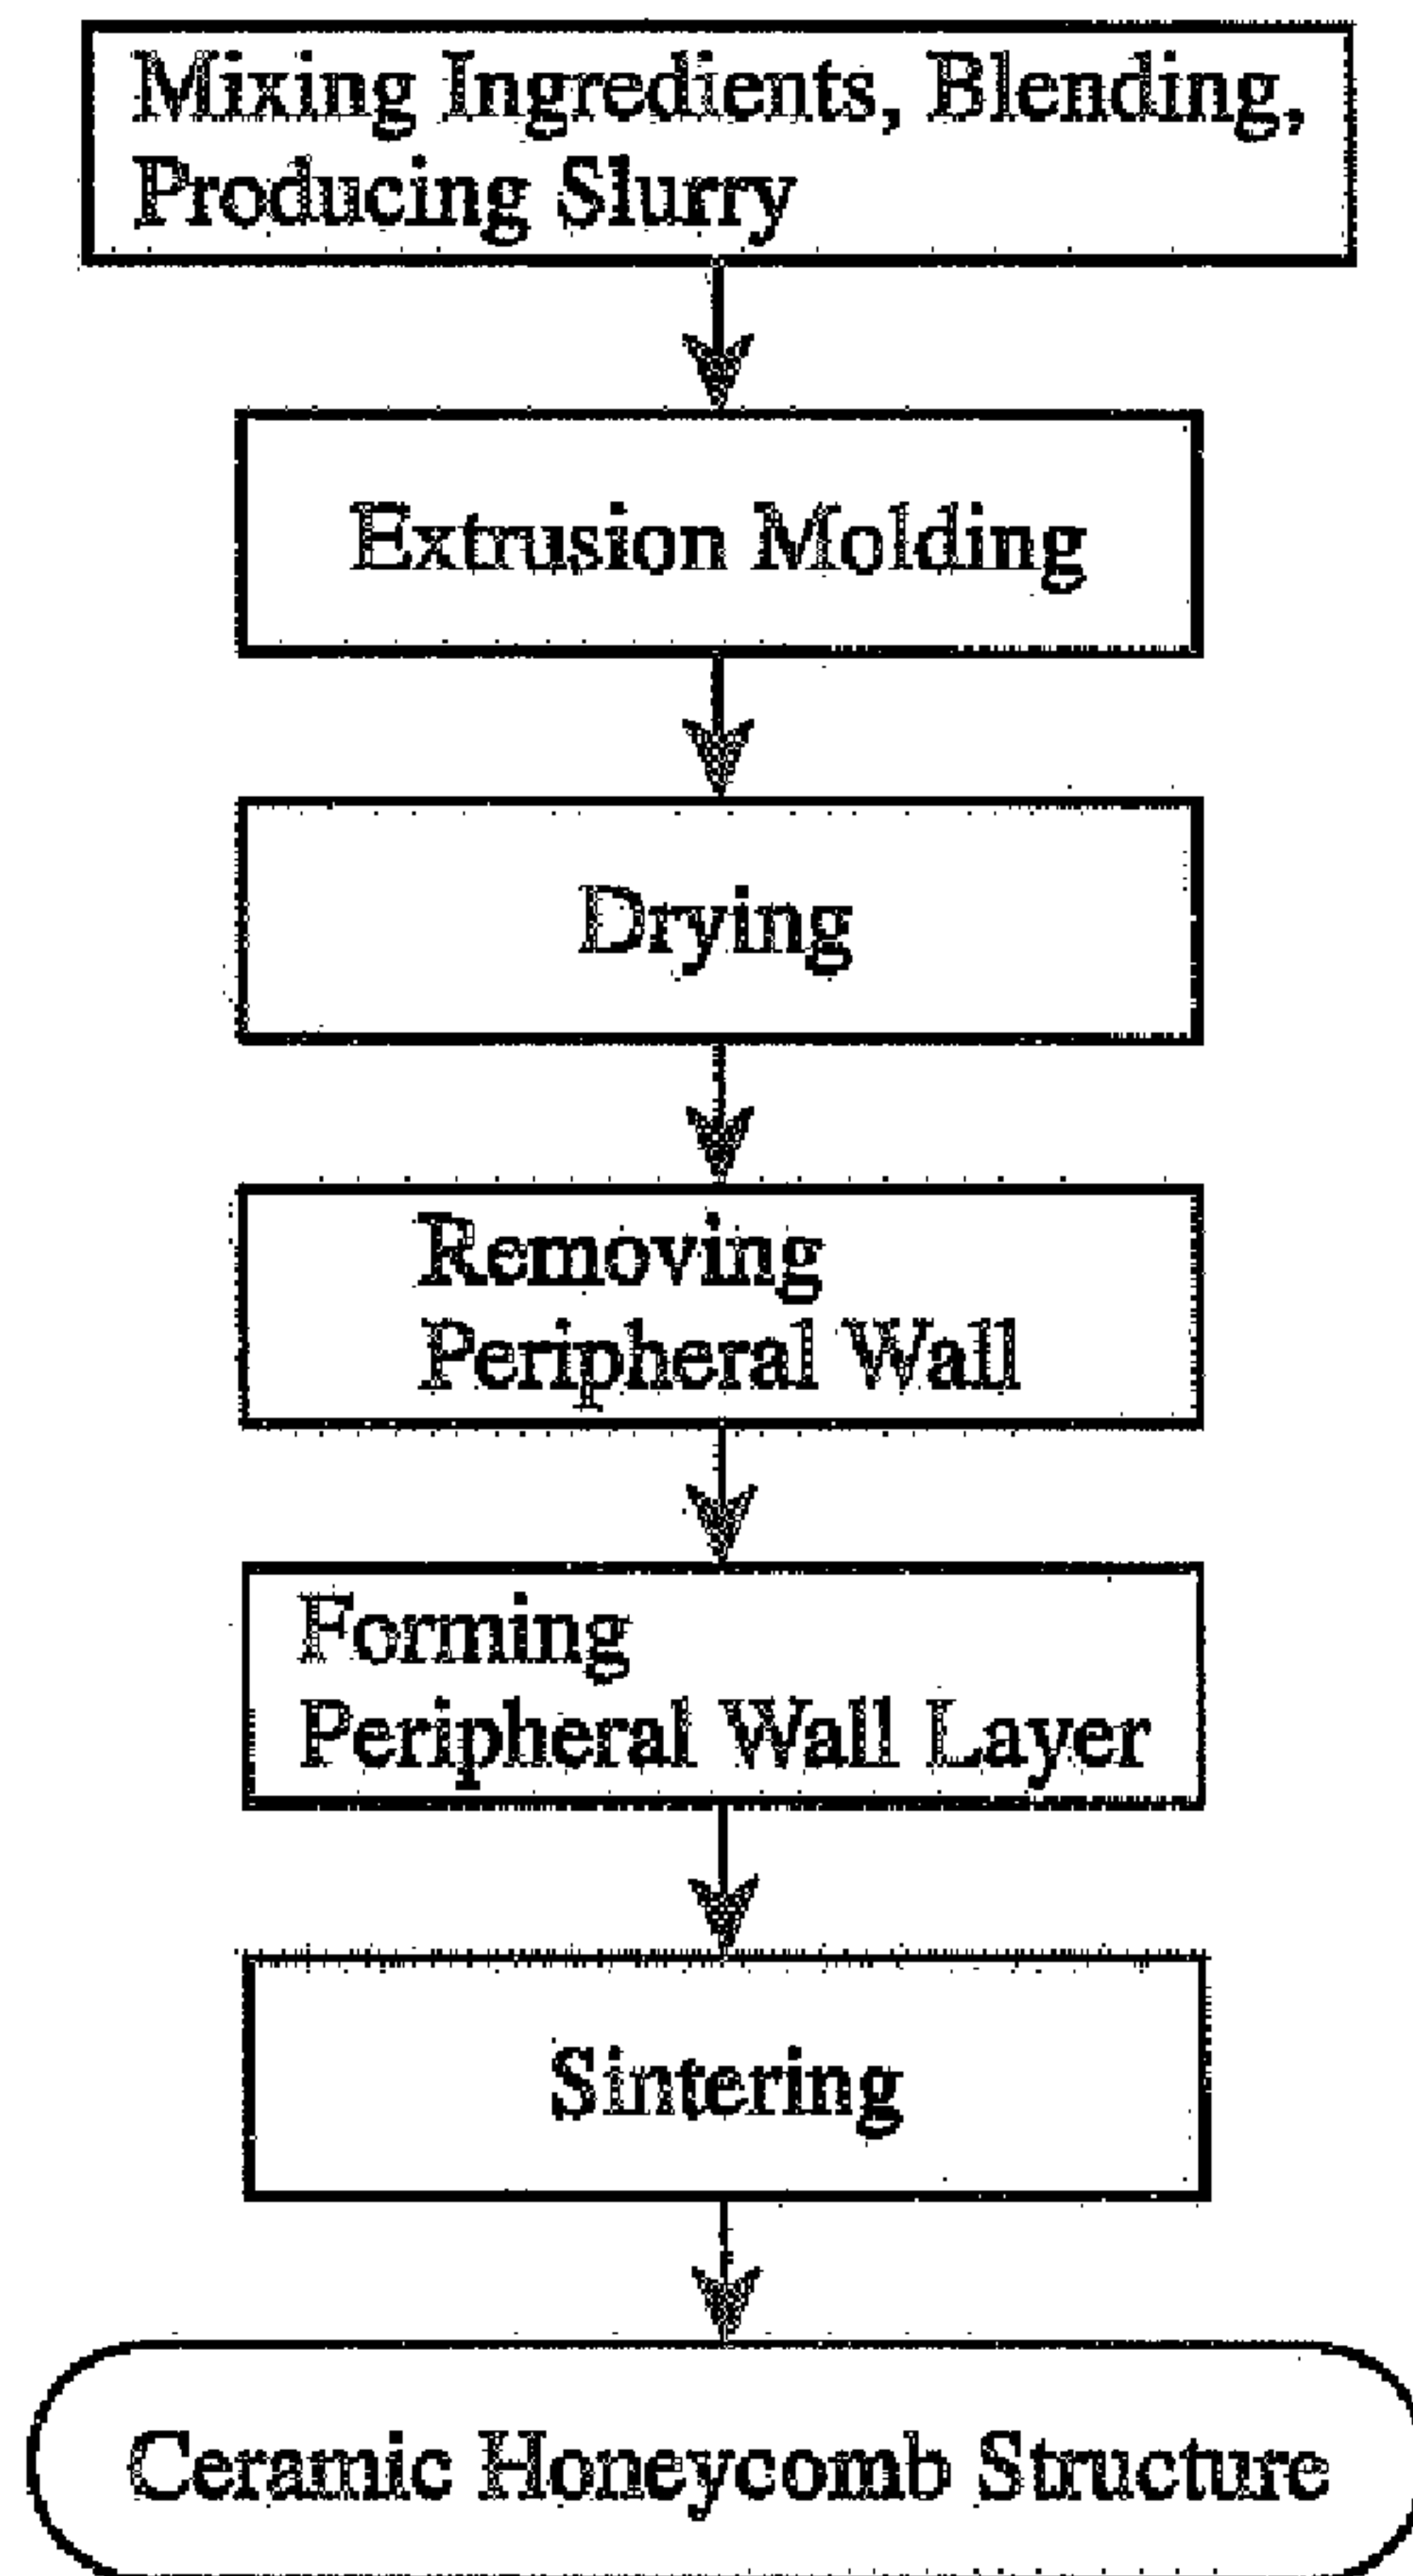 Mixing Ingredients, Blending,
Producing Slurry
Extrusion Molding
Drying
Removing
Peripheral Wall
Forming
Peripheral Wall Layer
Sintering
Ceramic Honeycomb Structure